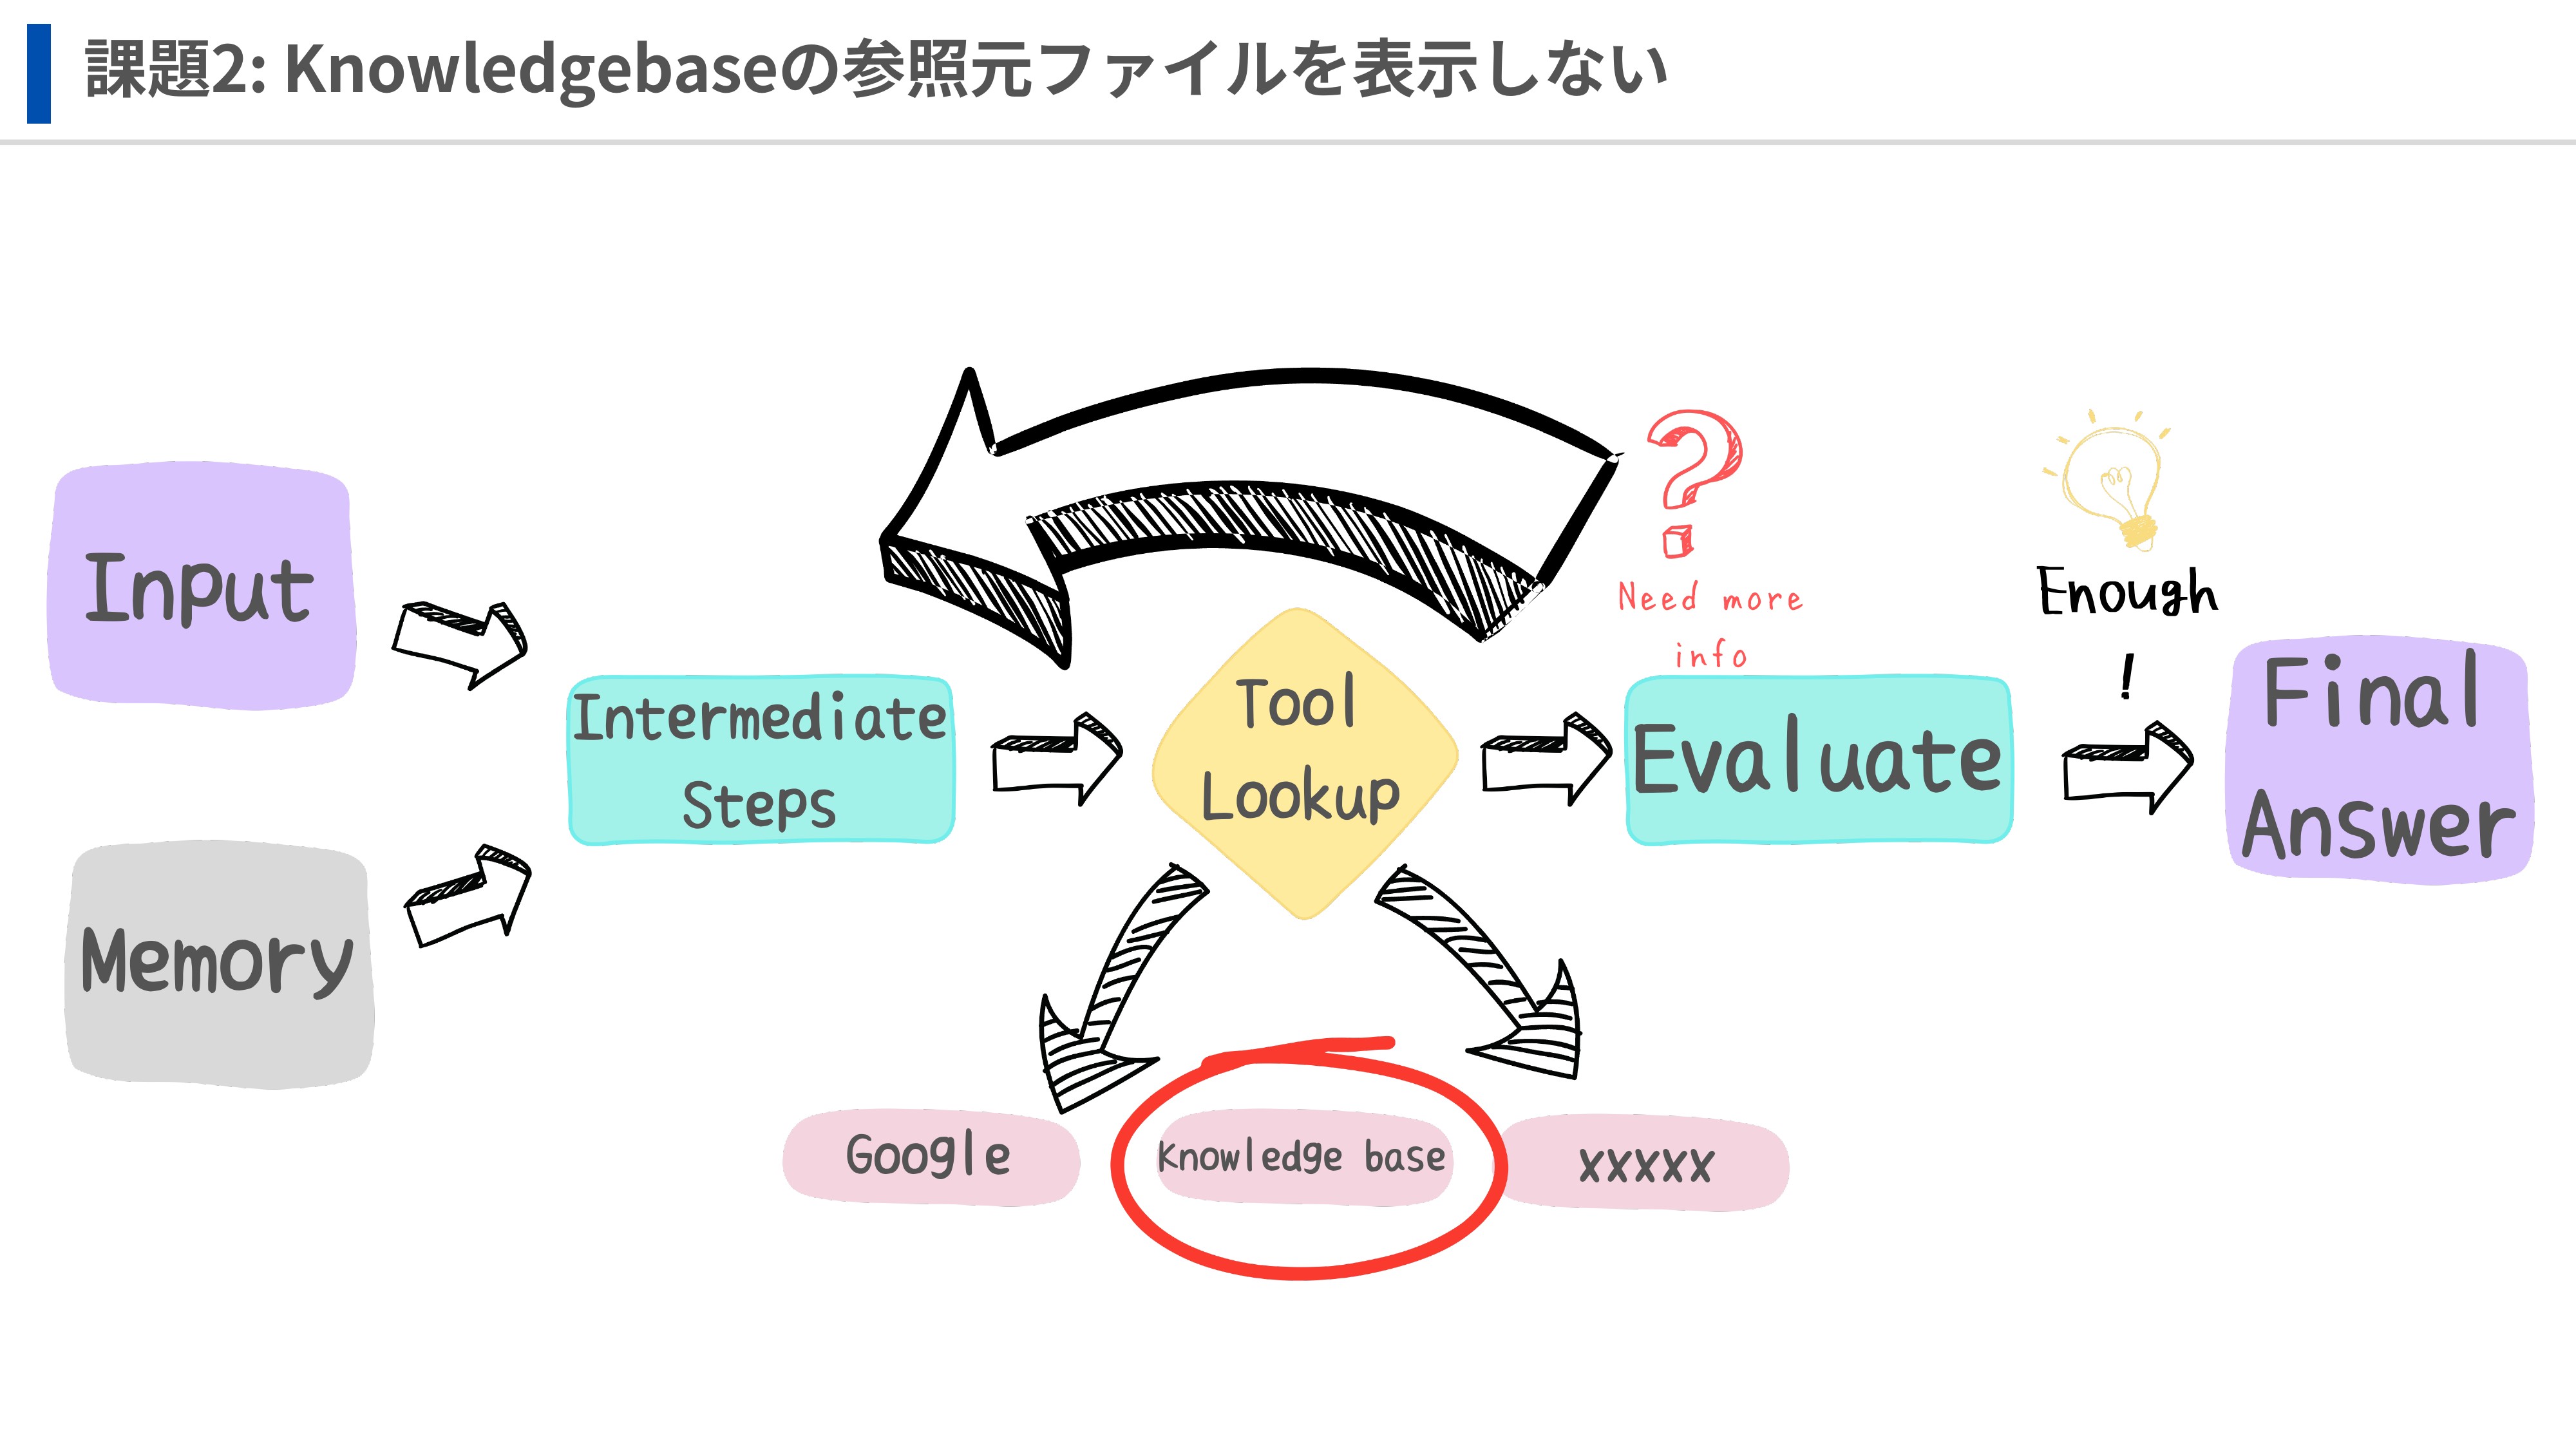 課題2: Knowledgebaseの参照元ファイルを表示しない
Input
Memory
Intermediate
Steps
Tool
Lookup
Need more
info
Evaluate
Enough
!
Final
Answer
Google
Knowledge base
xxxxx